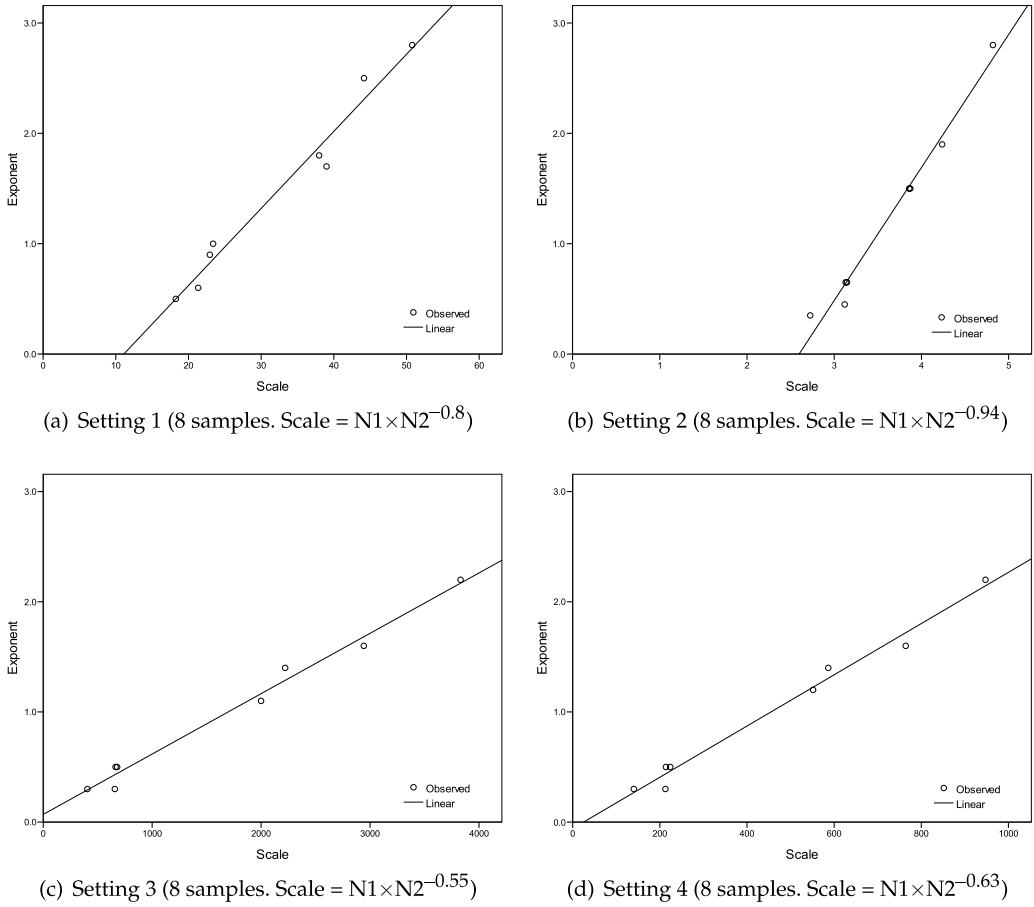 3.0
2.0
Exponent
1.0
0.0
0 10 20 30 40 50 60
Scale
Observed
Linear
(a) Setting 1 (8 samples. Scale = N1×N2−0.8)
3.0
2.0
Exponent
1.0
0.0
0 1 2 3 4 5
Scale
Observed
Linear
(b) Setting 2 (8 samples. Scale = N1×N2−0.94)
3.0
2.0
Exponent
1.0
0.0
0 1000 2000 3000 4000
Scale
Observed
Linear
(c) Setting 3 (8 samples. Scale = N1×N2−0.55)
3.0
2.0
Exponent
1.0
0.0
0 200 400 600 800 1000
Scale
Observed
Linear
(d) Setting 4 (8 samples. Scale = N1×N2−0.63)